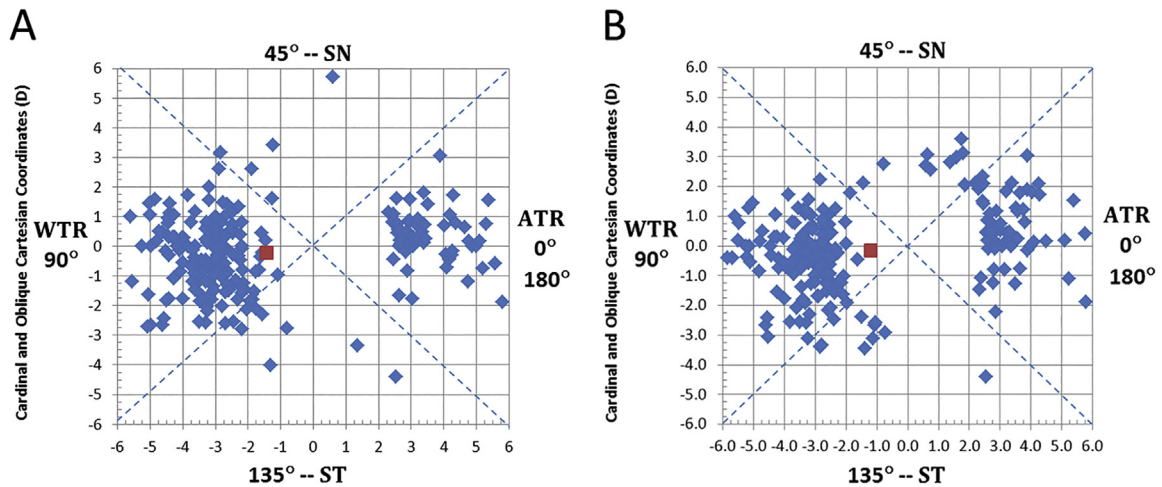 A
45° -- SN
Cardinal and Oblique Cartesian Coordinates (D)
WTR
90°
6
5
4
3
2
1
0
-1
-2
-3
-4
-5
-6
-6 -5 -4 -3 -2 -1 0 1 2 3 4 5 6
ATR
0°
180°
135° -- ST
B
45° -- SN
Cardinal and Oblique Cartesian Coordinates (D)
WTR
90°
6.0
5.0
4.0
3.0
2.0
1.0
0.0
-1.0
-2.0
-3.0
-4.0
-5.0
-6.0
-6.0 -5.0 -4.0 -3.0 -2.0 -1.0 0.0 1.0 2.0 3.0 4.0 5.0 6.0
ATR
0°
180°
135° -- ST